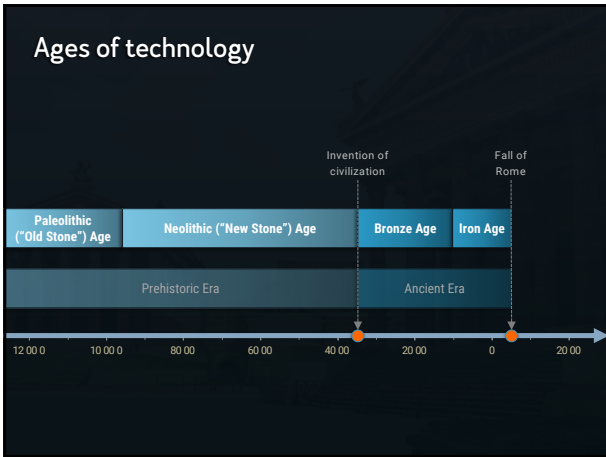 Ages of technology
Invention of
civilization
Fall of
Rome
Paleolithic
(“Old Stone”) Age
Neolithic (“New Stone”) Age
Bronze Age
Iron Age
Prehistoric Era
Ancient Era
12 00 0 10 00 0 80 00 60 00 40 00 20 00 0 20 00